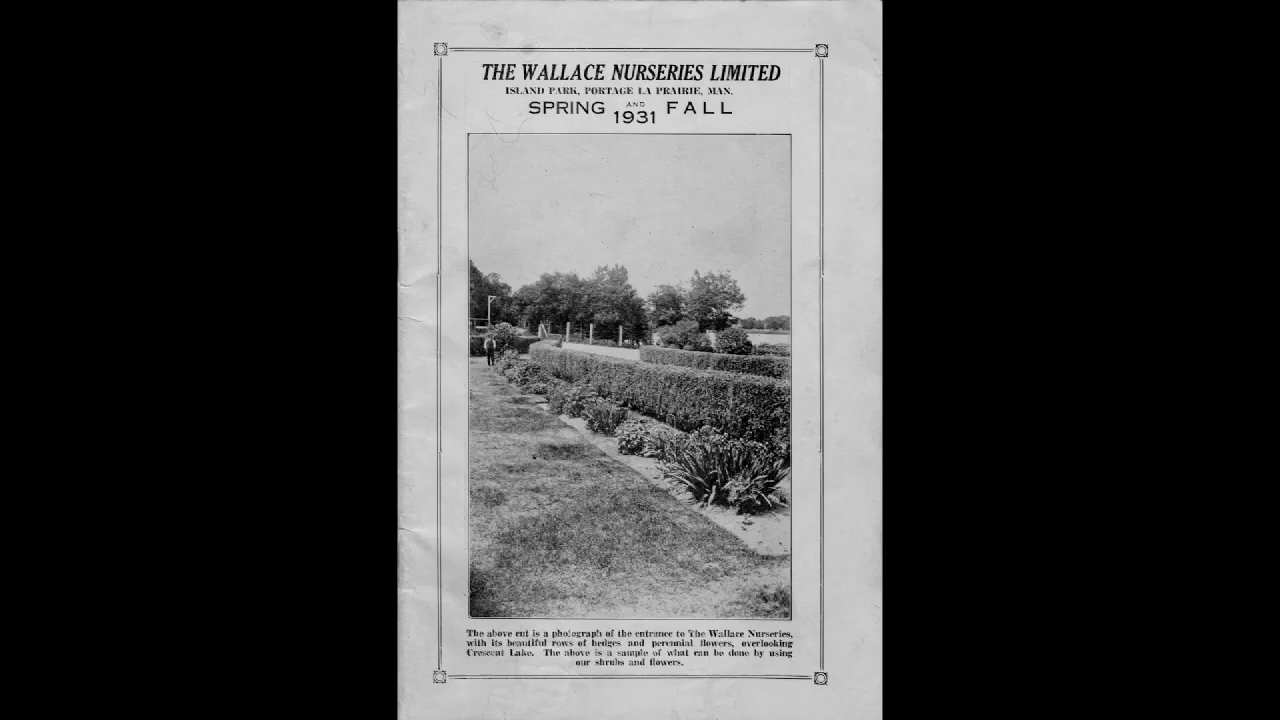 THE WALLACE NURSERIES LIMITED
ISLAND PARK, PORTAGE LA PRAIRIE, MAN.
SPRING AND FALL
1931
The above cut is a photograph of the entrance to The Wallace Nurseries,
with its beautiful rows of hedges and perennial flowers, overlooking
Crescent Lake. The above is a sample of what can be done by using
our shrubs and flowers.